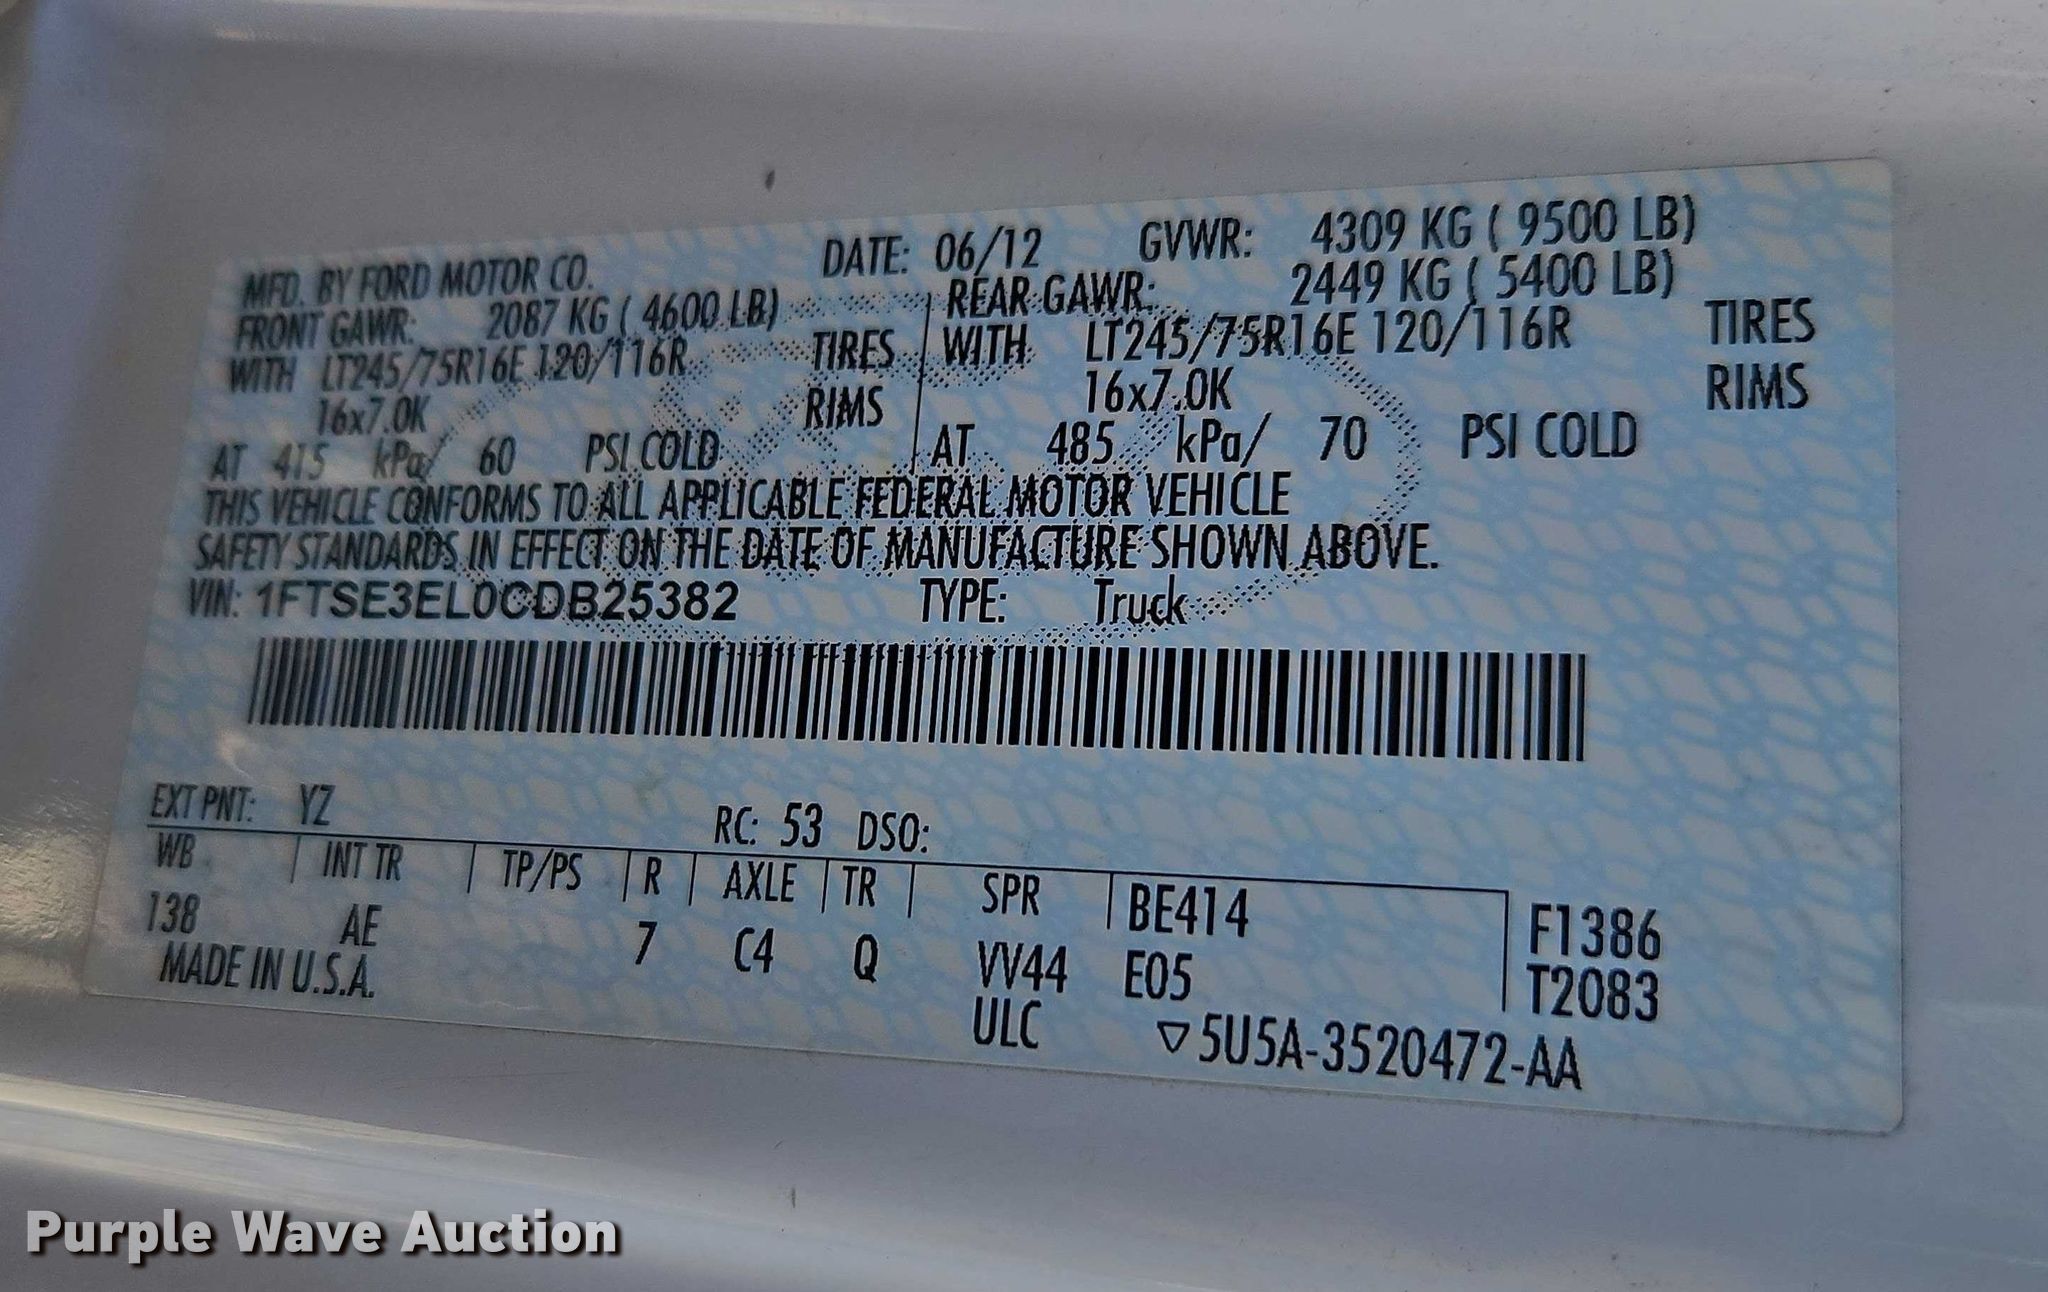 MFD. BY FORD MOTOR CO. DATE: 06/12 GVWR: 4309 KG ( 9500 LB)
FRONT GAWR: 2087 KG ( 4600 LB) REAR GAWR: 2449 KG ( 5400 LB)
WITH LT245/75R16E 120/116R TIRES WITH LT245/75R16E 120/116R TIRES
16x7.0K RIMS 16x7.0K RIMS
AT 415 kPa/ 60 PSI COLD AT 485 kPa/ 70 PSI COLD
THIS VEHICLE CONFORMS TO ALL APPLICABLE FEDERAL MOTOR VEHICLE
SAFETY STANDARDS IN EFFECT ON THE DATE OF MANUFACTURE SHOWN ABOVE.
VIN: 1FTSE3EL0CDB25382 TYPE: Truck
EXT PNT: YZ RC: 53 DSO:
WB INT TR TP/PS R AXLE TR SPR BE414 F1386
138 AE 7 C4 Q VV44 E05 T2083
MADE IN U.S.A. ULC ▽5U5A-3520472-AA
Purple Wave Auction